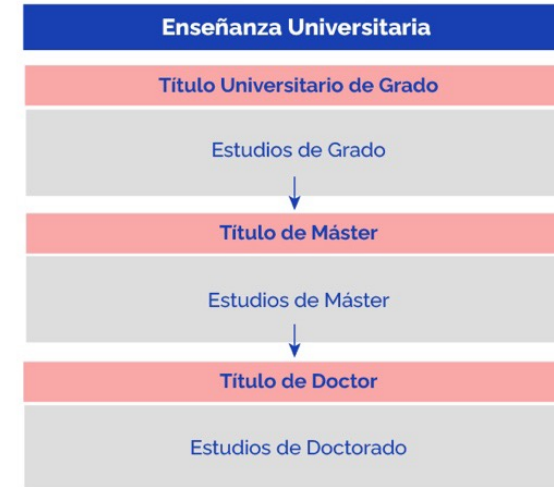 Enseñanza Universitaria
Título Universitario de Grado
Estudios de Grado
Título de Máster
Estudios de Máster
Título de Doctor
Estudios de Doctorado